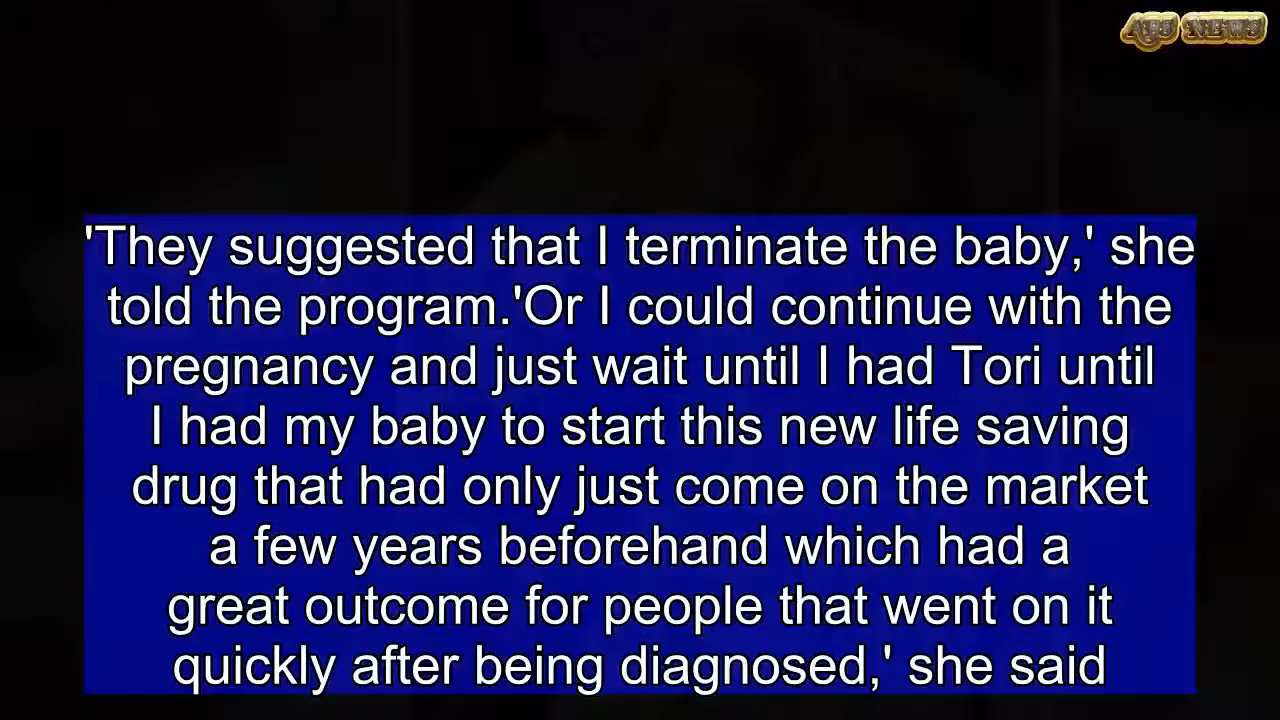 Ags News
'They suggested that I terminate the baby,' she
told the program.'Or I could continue with the
pregnancy and just wait until I had Tori until
I had my baby to start this new life saving
drug that had only just come on the market
a few years beforehand which had a
great outcome for people that went on it
quickly after being diagnosed,' she said